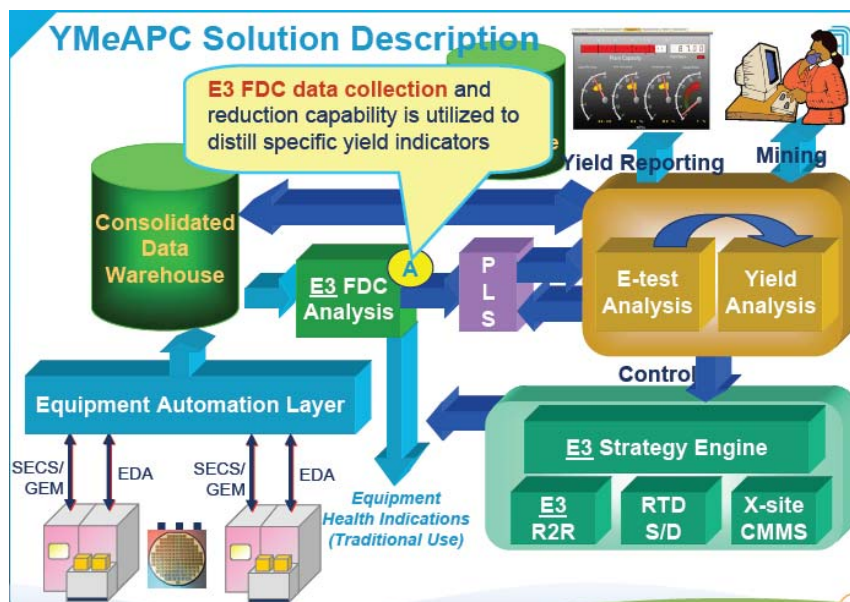 YMeAPC Solution Description
E3 FDC data collection and
reduction capability is utilized to
distill specific yield indicators
Yield Reporting
Mining
Consolidated
Data
Warehouse
E3 FDC
Analysis
A
P
L
S
E-test
Analysis
Yield
Analysis
Control
Equipment Automation Layer
E3 Strategy Engine
SECS/
GEM
EDA
SECS/
GEM
EDA
Equipment
Health Indications
(Traditional Use)
E3
R2R
RTD
S/D
X-site
CMMS